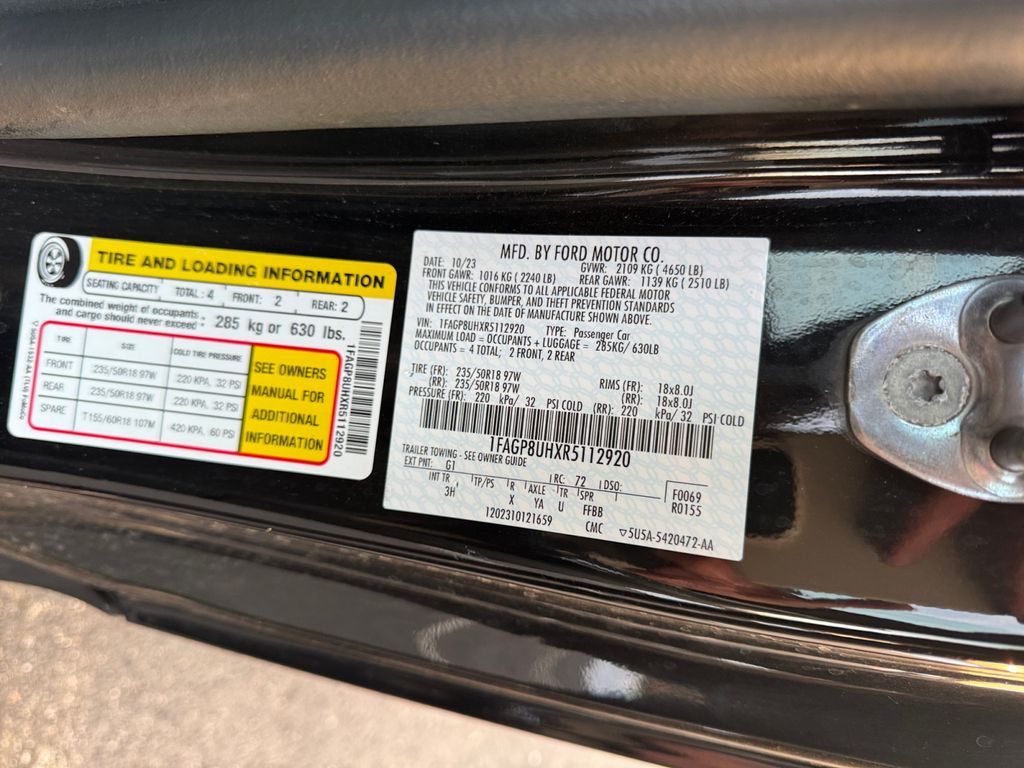 TIRE AND LOADING INFORMATION
SEATING CAPACITY TOTAL: 4 FRONT: 2 REAR: 2
The combined weight of occupants
and cargo should never exceed: 285 kg or 630 lbs.
TIRE SIZE COLD TIRE PRESSURE
FRONT 235/50R18 97W 220 KPA, 32 PSI
REAR 235/50R18 97W 220 KPA, 32 PSI
SPARE T155/60R18 107M 420 KPA, 60 PSI
SEE OWNERS
MANUAL FOR
ADDITIONAL
INFORMATION
1FAGP8UHXR5112920
MFD. BY FORD MOTOR CO.
DATE: 10/23 GVWR: 2109 KG ( 4650 LB)
FRONT GAWR: 1016 KG ( 2240 LB) REAR GAWR: 1139 KG ( 2510 LB)
THIS VEHICLE CONFORMS TO ALL APPLICABLE FEDERAL MOTOR
VEHICLE SAFETY, BUMPER, AND THEFT PREVENTION STANDARDS
IN EFFECT ON THE DATE OF MANUFACTURE SHOWN ABOVE.
VIN: 1FAGP8UHXR5112920 TYPE: Passenger Car
MAXIMUM LOAD = OCCUPANTS + LUGGAGE = 285KG/ 630LB
OCCUPANTS = 4 TOTAL; 2 FRONT, 2 REAR
TIRE (FR): 235/50R18 97W RIMS (FR): 18x8.0J
(RR): 235/50R18 97W (RR): 18x8.0J
PRESSURE (FR): 220 kPa/ 32 PSI COLD (RR): 220 kPa/ 32 PSI COLD
1FAGP8UHXR5112920
TRAILER TOWING - SEE OWNER GUIDE
EXT PNT: G1 RC: 72 DSO: F0069
INT TR TP/PS R AXLE TR SPR R0155
3H X YA U FFBB
1202310121659 CMC 5U5A-5420472-AA